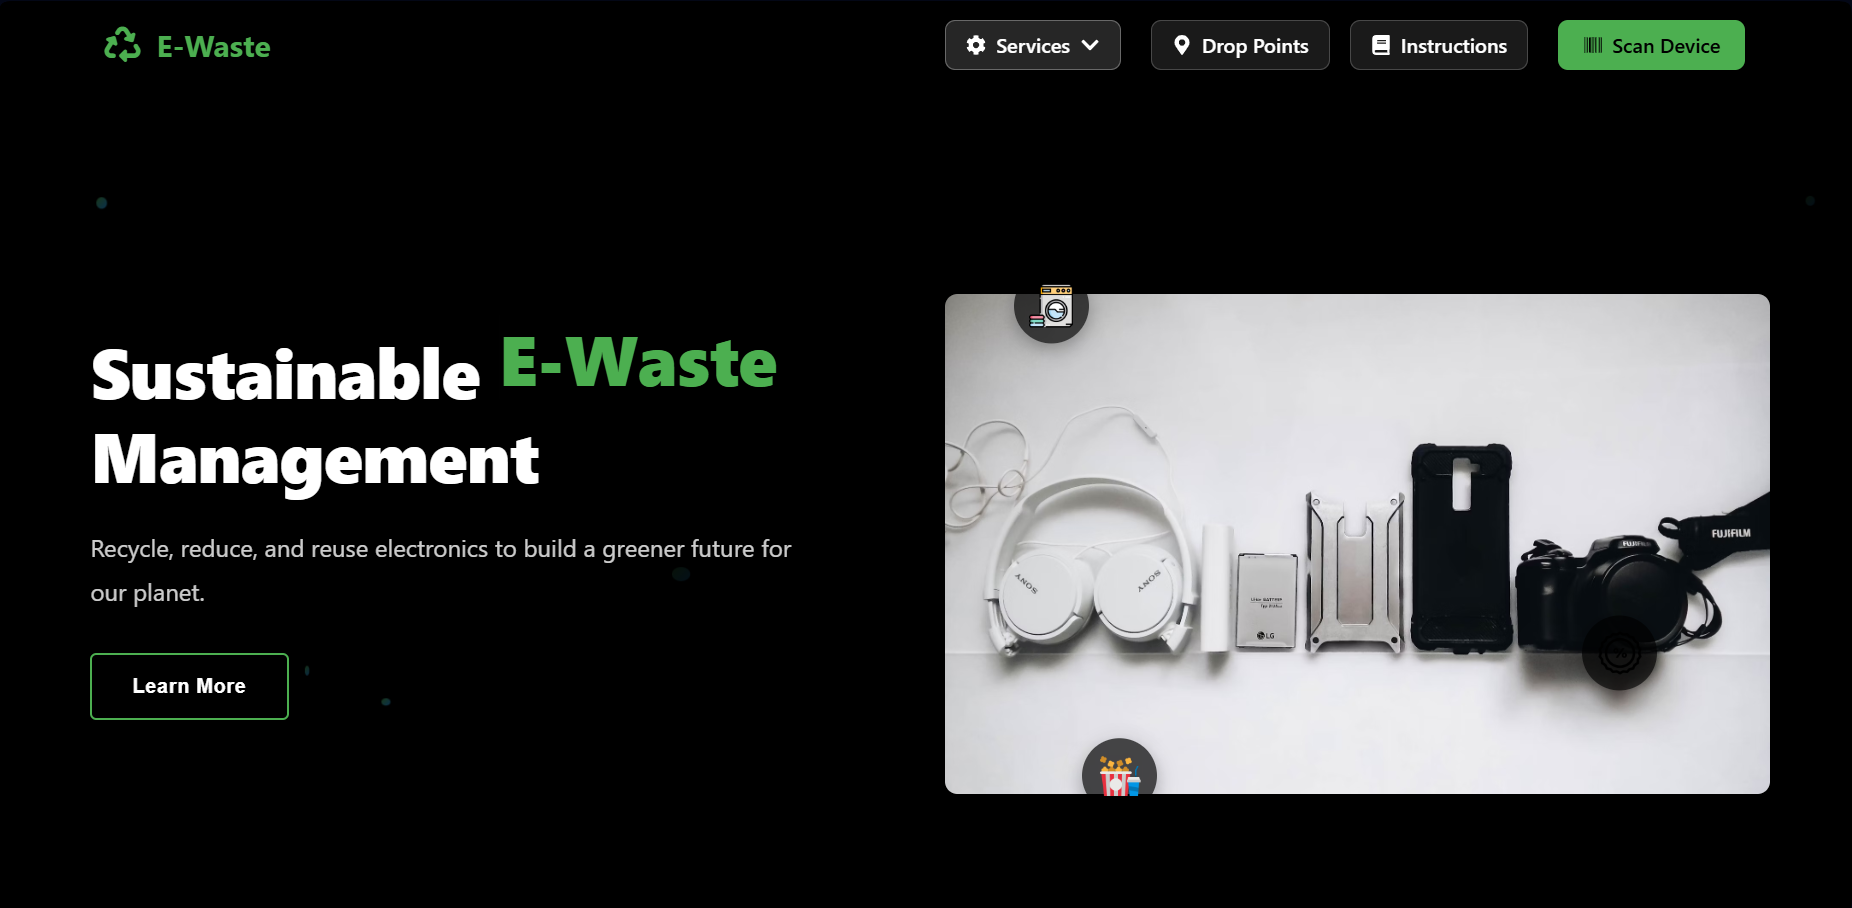 E-Waste
Services
Drop Points
Instructions
Scan Device
Sustainable E-Waste
Management
Recycle, reduce, and reuse electronics to build a greener future for
our planet.
Learn More
SONY
SONY
LG
FUJIFILM
FUJIFILM
%